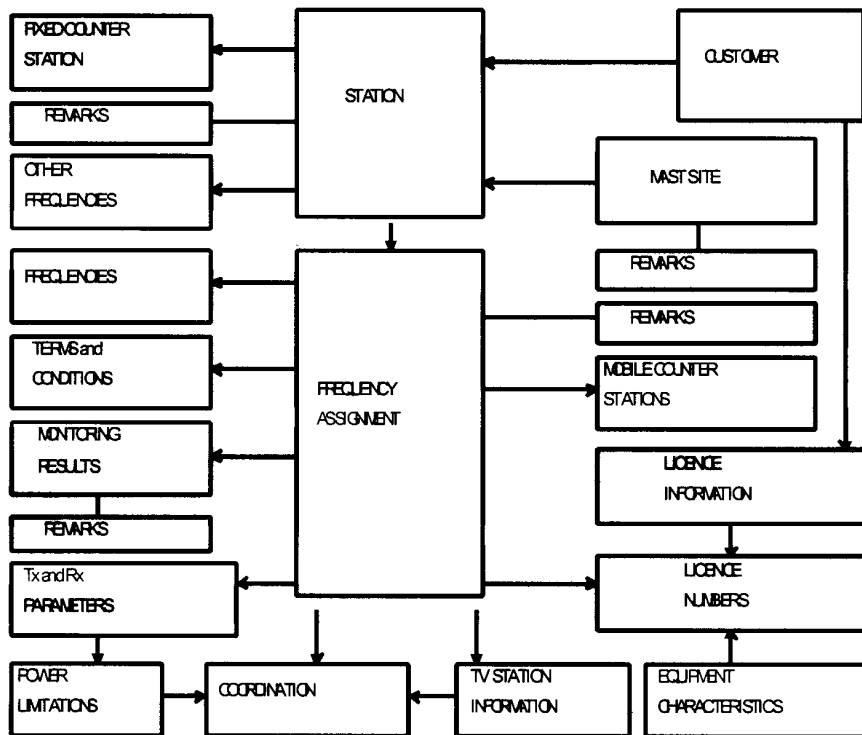 FIXED COUNTER
STATION
CUSTOMER
STATION
REMARKS
OTHER
FREQUENCIES
MAST SITE
REMARKS
FREQUENCIES
REMARKS
TERMS and
CONDITIONS
MOBILE COUNTER
STATIONS
FREQUENCY
ASSIGNMENT
MONITORING
RESULTS
LICENCE
INFORMATION
REMARKS
Tx and Rx
PARAMETERS
LICENCE
NUMBERS
POWER
LIMITATIONS
COORDINATION
TV STATION
INFORMATION
EQUIPMENT
CHARACTERISTICS